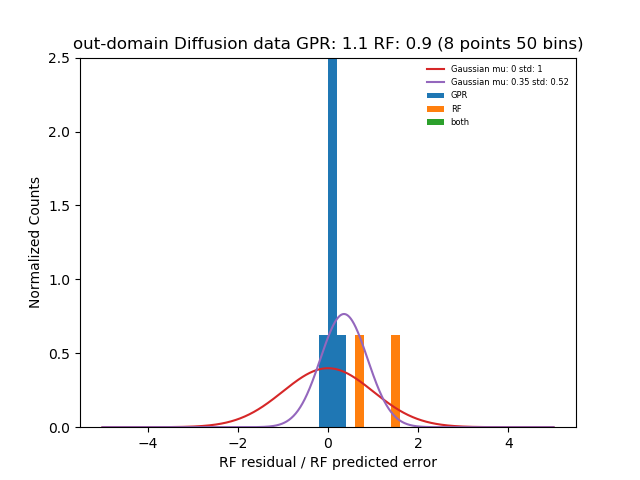 out-domain Diffusion data GPR: 1.1 RF: 0.9 (8 points 50 bins)
Gaussian mu: 0 std: 1
Gaussian mu: 0.35 std: 0.52
GPR
RF
both
Normalized Counts
2.5
2.0
1.5
1.0
0.5
0.0
−4 −2 0 2 4
RF residual / RF predicted error